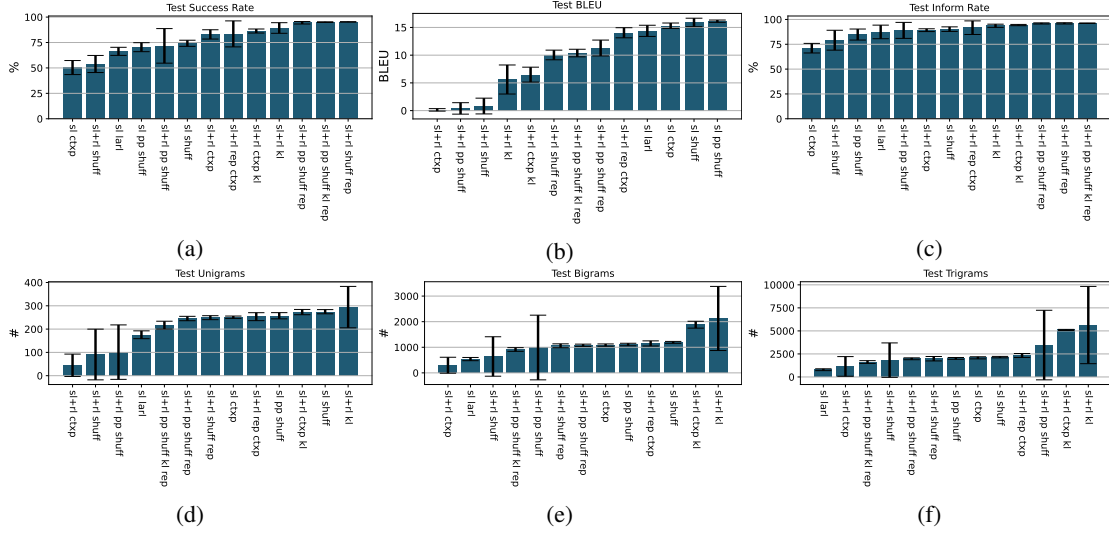 Test Success Rate
%
100
75
50
25
0
sl ctxp
sl+rl shuff
sl larl
sl pp shuff
sl+rl pp shuff
sl shuff
sl+rl ctxp
sl+rl rep ctxp
sl+rl ctxp kl
sl+rl kl
sl+rl pp shuff rep
sl+rl pp shuff kl rep
sl+rl shuff rep
(a)
Test BLEU
BLEU
15
10
5
0
sl+rl ctxp
sl+rl pp shuff
sl+rl shuff
sl+rl kl
sl+rl ctxp kl
sl+rl shuff rep
sl+rl pp shuff kl rep
sl+rl pp shuff rep
sl+rl rep ctxp
sl larl
sl ctxp
sl shuff
sl pp shuff
(b)
Test Inform Rate
%
100
75
50
25
0
sl ctxp
sl+rl shuff
sl pp shuff
sl larl
sl+rl pp shuff
sl+rl ctxp
sl shuff
sl+rl rep ctxp
sl+rl kl
sl+rl ctxp kl
sl+rl pp shuff rep
sl+rl shuff rep
sl+rl pp shuff kl rep
(c)
Test Unigrams
#
400
300
200
100
0
sl+rl ctxp
sl+rl shuff
sl+rl pp shuff
sl larl
sl+rl pp shuff kl rep
sl+rl pp shuff rep
sl+rl shuff rep
sl ctxp
sl+rl rep ctxp
sl pp shuff
sl+rl ctxp kl
sl shuff
sl+rl kl
(d)
Test Bigrams
#
3000
2000
1000
0
sl+rl ctxp
sl larl
sl+rl shuff
sl+rl pp shuff kl rep
sl+rl pp shuff
sl+rl shuff rep
sl+rl pp shuff rep
sl ctxp
sl pp shuff
sl+rl rep ctxp
sl shuff
sl+rl ctxp kl
sl+rl kl
(e)
Test Trigrams
#
10000
7500
5000
2500
0
sl larl
sl+rl ctxp
sl+rl pp shuff kl rep
sl+rl shuff
sl+rl pp shuff rep
sl+rl shuff rep
sl pp shuff
sl ctxp
sl shuff
sl+rl rep ctxp
sl+rl pp shuff
sl+rl ctxp kl
sl+rl kl
(f)